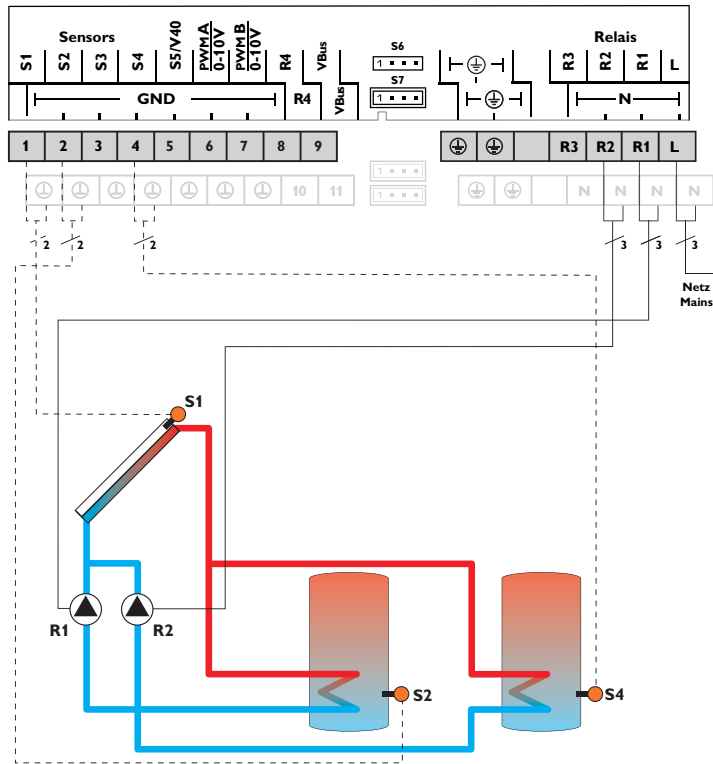 Sensors
Relais
S1 S2 S3 S4 S5/V40 PWM A 0-10V PWM B 0-10V R4 VBus
S6
R3 R2 R1 L
S7
GND
R4
VBus
N
1 2 3 4 5 6 7 8 9
R3 R2 R1 L
1
1
10 11
N N N N
2 2 2
3 3 3
Netz
Mains
S1
R1 R2
S2
S4